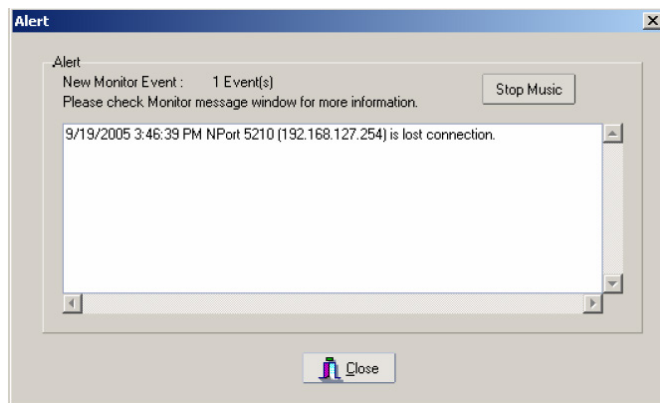 Alert
Alert
New Monitor Event : 1 Event(s)
Stop Music
Please check Monitor message window for more information.
9/19/2005 3:46:39 PM NPort 5210 (192.168.127.254) is lost connection.
Close